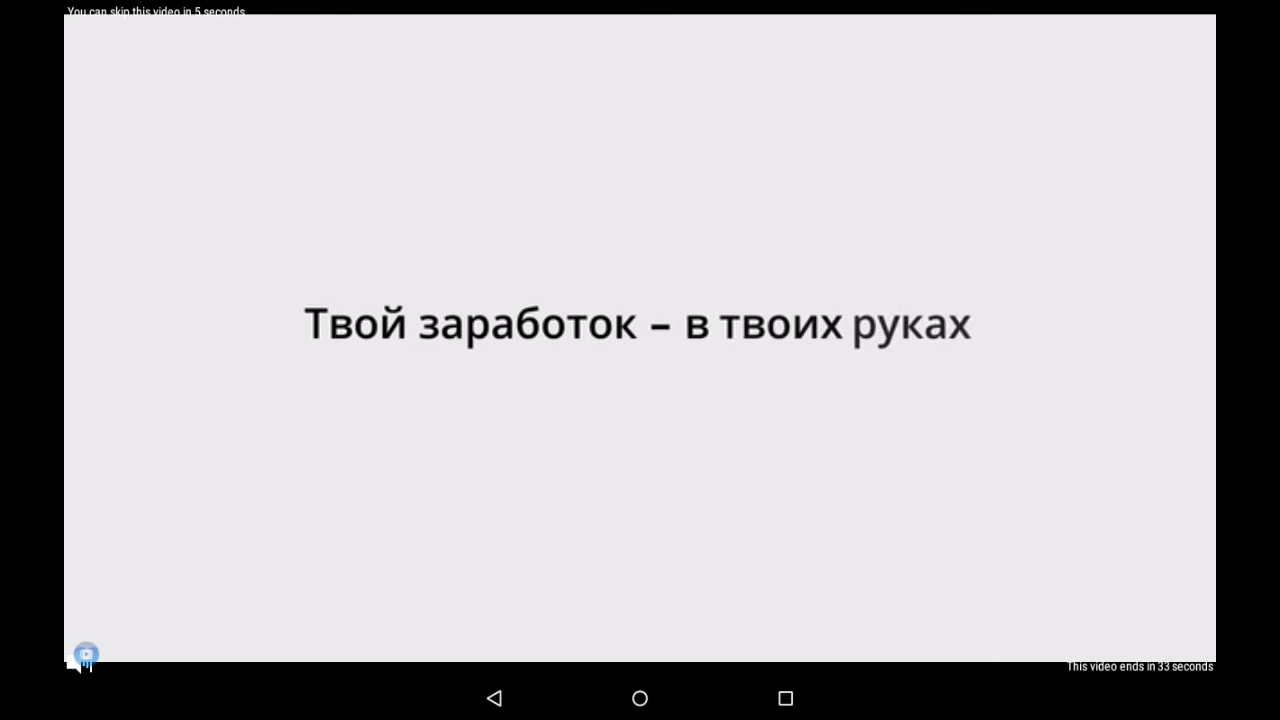 You can skip this video in 5 seconds
Твой заработок – в твоих руках
This video ends in 33 seconds